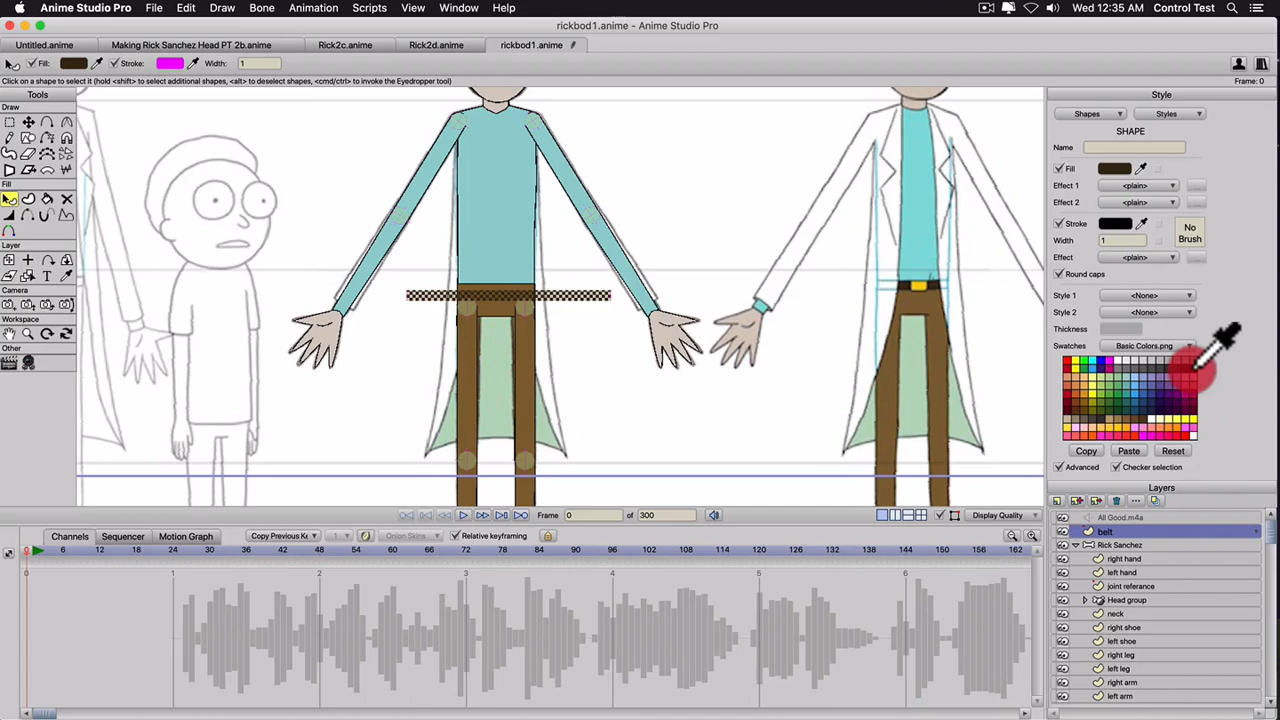 Anime Studio Pro File Edit Draw Bone Animation Scripts Layer View Window Help Wed 12:35 AM Control Test
rickbod1.anime - Anime Studio Pro
Untitled.anime Making Rick Sanchez Head PT 2b.anime Rick2c.anime Rick2d.anime rickbod1.anime
Fill: Stroke: Width: 1
Click on a shape to select it (hold <shift> to select additional shapes, <alt> to deselect shapes, <cmd/ctrl> to invoke the Eyedropper tool) Frame: 0
Tools
Draw
Fill
Layer
Camera
Workspace
Other
Style
Shapes Styles
SHAPE
Name
Fill
Effect 1 <plain> ...
Effect 2 <plain> ...
Stroke
Width 1
No Brush
Effect <plain> ...
Round caps
Style 1 <None>
Style 2 <None>
Thickness
Swatches Basic Colors.png
Copy Paste Reset
Advanced Checker selection
Layers
All Good.m4a
belt
Rick Sanchez
right hand
left hand
joint referance
Head group
neck
right shoe
left shoe
right leg
left leg
right arm
left arm
Frame 0 of 300 Display Quality
Channels Sequencer Motion Graph Copy Previous Ke 1 Onion Skins Relative keyframing
0 6 12 18 24 30 36 42 48 54 60 66 72 78 84 90 96 102 108 114 120 126 132 138 144 150 156 162
0 1 2 3 4 5 6